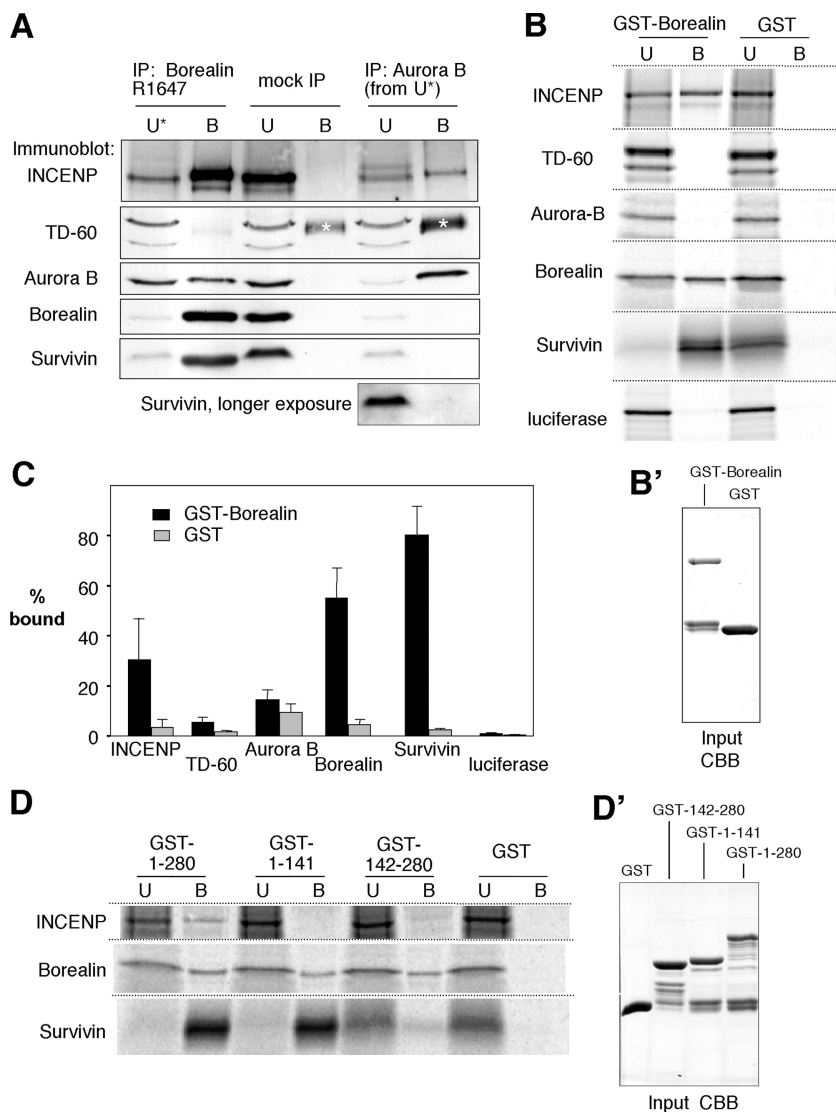 A
IP: Borealin
R1647
mock IP
IP: Aurora B
(from U*)
U* B U B U B
Immunoblot:
INCENP
TD-60
* *
Aurora B
Borealin
Survivin
Survivin, longer exposure
B
GST-Borealin GST
U B U B
INCENP
TD-60
Aurora-B
Borealin
Survivin
luciferase
C
GST-Borealin
GST
80
60
40
20
0
%
bound
INCENP
TD-60
Aurora B
Borealin
Survivin
luciferase
B'
GST-Borealin
GST
Input
CBB
D
GST-
1-280
GST-
1-141
GST-
142-280
GST
U B U B U B U B
INCENP
Borealin
Survivin
D'
GST-142-280
GST-1-141
GST-1-280
GST
Input CBB